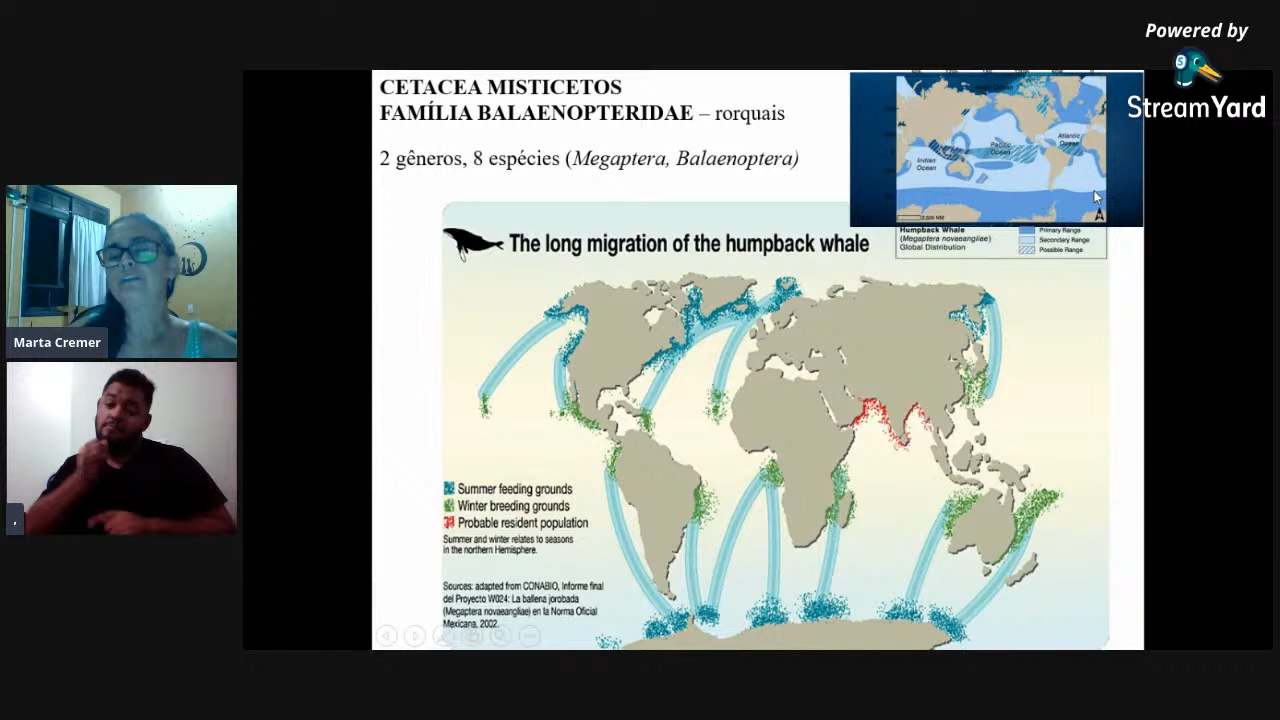 Powered by
StreamYard
CETACEA MISTICETOS
FAMÍLIA BALAENOPTERIDAE – rorquais
2 gêneros, 8 espécies (Megaptera, Balaenoptera)
Pacific
Ocean
Atlantic
Ocean
Indian
Ocean
Humpback Whale
(Megaptera novaeangliae)
Global Distribution
Primary Range
Secondary Range
Possible Range
The long migration of the humpback whale
Summer feeding grounds
Winter breeding grounds
Probable resident population
Summer and winter relates to seasons
in the northern Hemisphere.
Sources: adapted from CONABIO, Informe final
del Proyecto W024: La ballena jorobada
(Megaptera novaeangliae) en la Norma Oficial
Mexicana, 2002.
Marta Cremer
,